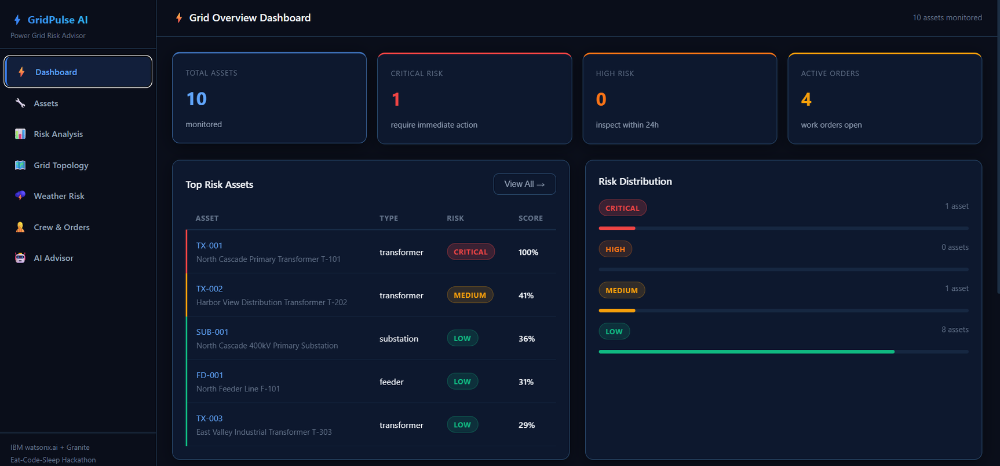 GridPulse AI
Power Grid Risk Advisor
Dashboard
Assets
Risk Analysis
Grid Topology
Weather Risk
Crew & Orders
AI Advisor
IBM watsonx.ai + Granite
Eat-Code-Sleep Hackathon
Grid Overview Dashboard
10 assets monitored
TOTAL ASSETS
10
monitored
CRITICAL RISK
1
require immediate action
HIGH RISK
0
inspect within 24h
ACTIVE ORDERS
4
work orders open
Top Risk Assets
View All →
ASSET TYPE RISK SCORE
TX-001
North Cascade Primary Transformer T-101
transformer CRITICAL 100%
TX-002
Harbor View Distribution Transformer T-202
transformer MEDIUM 41%
SUB-001
North Cascade 400kV Primary Substation
substation LOW 36%
FD-001
North Feeder Line F-101
feeder LOW 31%
TX-003
East Valley Industrial Transformer T-303
transformer LOW 29%
Risk Distribution
CRITICAL 1 asset
HIGH 0 assets
MEDIUM 1 asset
LOW 8 assets